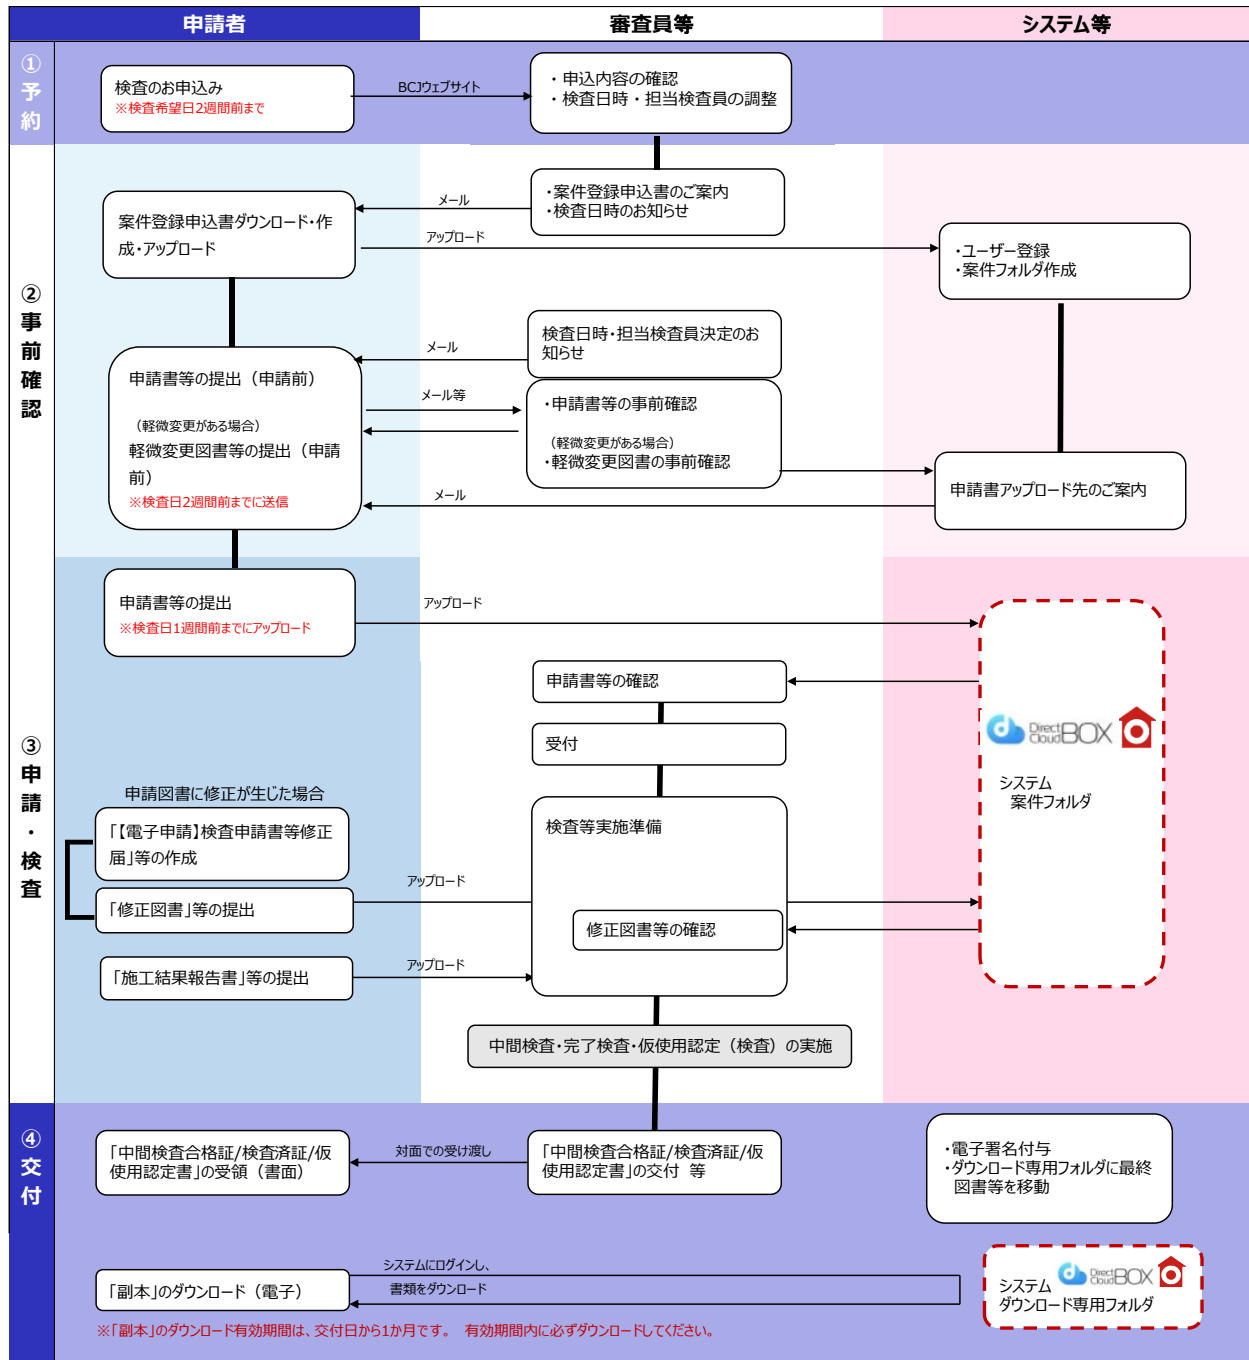 申請者
審査員等
システム等
①予約
検査のお申込み
※検査希望日2週間前まで
BCJウェブサイト
・申込内容の確認
・検査日時・担当検査員の調整
②事前確認
・案件登録申込書のご案内
・検査日時のお知らせ
メール
案件登録申込書ダウンロード・作
成・アップロード
アップロード
・ユーザー登録
・案件フォルダ作成
検査日時・担当検査員決定のお
知らせ
メール
申請書等の提出（申請前）
（軽微変更がある場合）
軽微変更図書等の提出（申請
前）
※検査日2週間前までに送信
メール等
・申請書等の事前確認
（軽微変更がある場合）
・軽微変更図書の事前確認
申請書アップロード先のご案内
メール
③申請・検査
申請書等の提出
※検査日1週間前までにアップロード
アップロード
申請書等の確認
受付
Direct
Cloud
BOX
システム
案件フォルダ
申請図書に修正が生じた場合
「【電子申請】検査申請書等修正
届」等の作成
「修正図書」等の提出
アップロード
検査等実施準備
修正図書等の確認
「施工結果報告書」等の提出
アップロード
中間検査・完了検査・仮使用認定（検査）の実施
④交付
「中間検査合格証/検査済証/仮
使用認定書」の受領（書面）
対面での受け渡し
「中間検査合格証/検査済証/仮
使用認定書」の交付 等
・電子署名付与
・ダウンロード専用フォルダに最終
図書等を移動
「副本」のダウンロード（電子）
システムにログインし、
書類をダウンロード
Direct
Cloud
BOX
システム
ダウンロード専用フォルダ
※「副本」のダウンロード有効期間は、交付日から1か月です。 有効期間内に必ずダウンロードしてください。